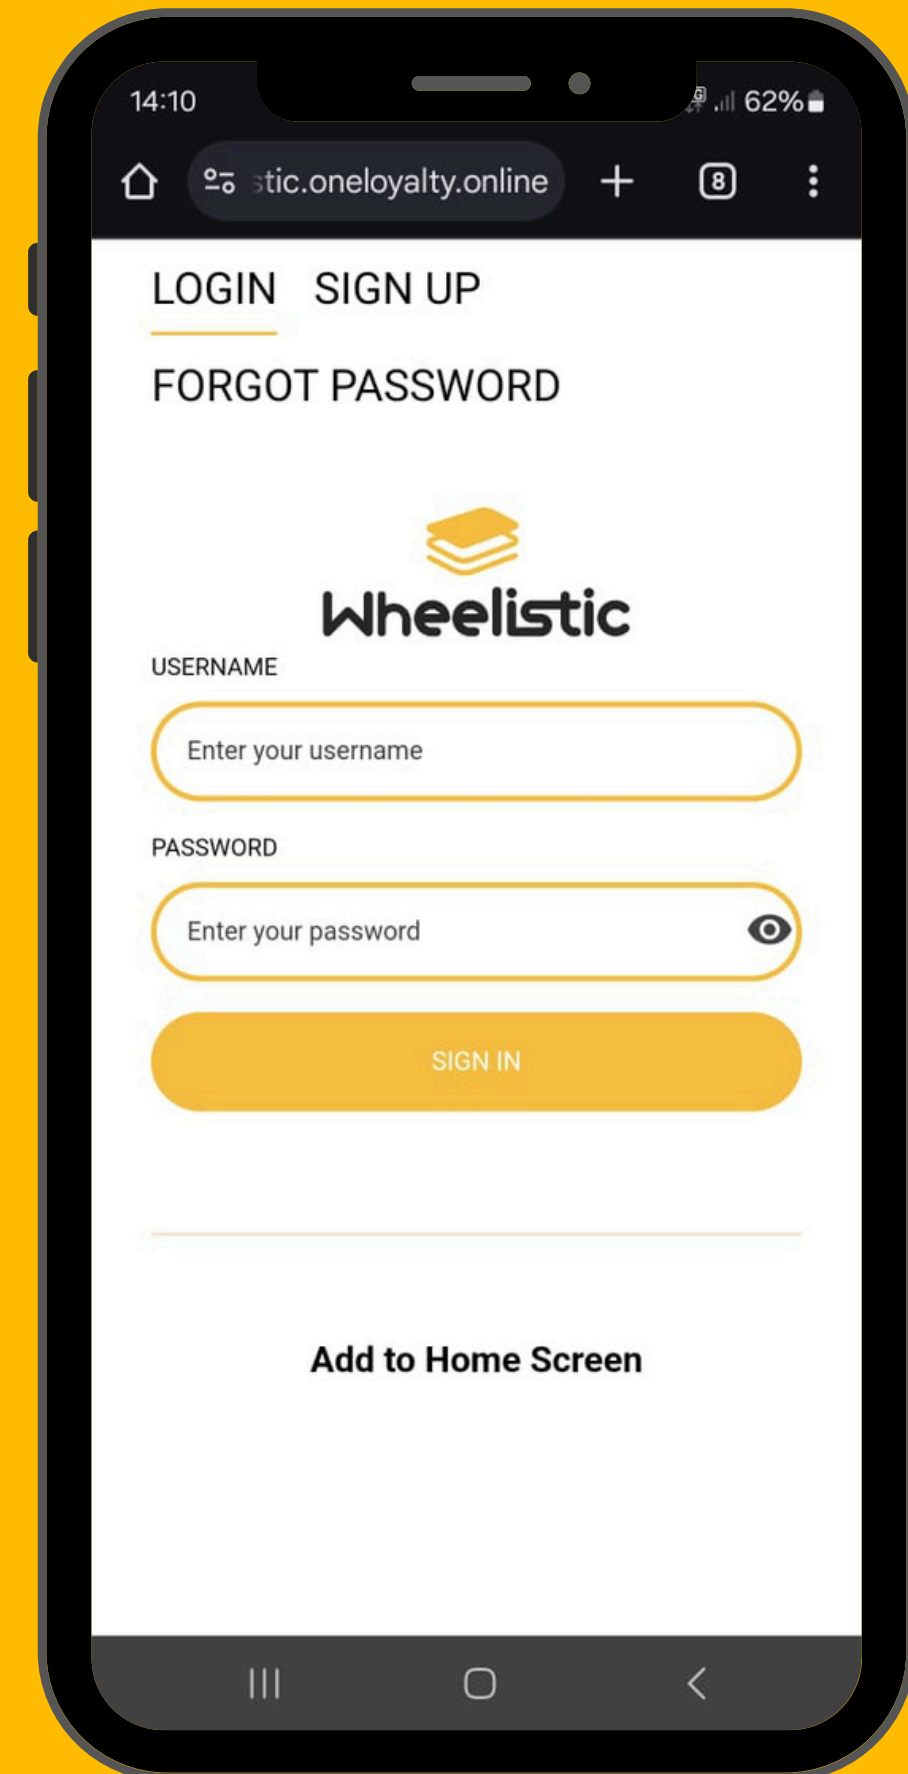 14:10 62%
stic.oneloyalty.online 8
LOGIN SIGN UP
FORGOT PASSWORD
Wheelistic
USERNAME
Enter your username
PASSWORD
Enter your password
SIGN IN
Add to Home Screen